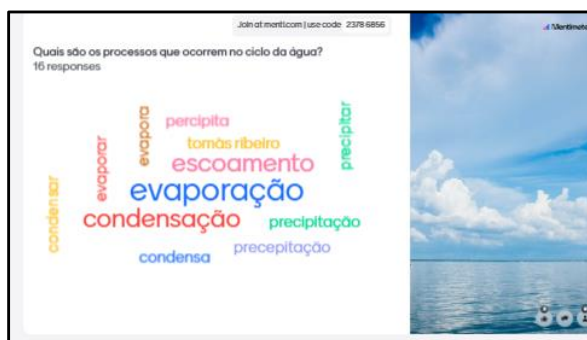 Join at menti.com | use code 2378 6856
Mentimeter
Quais são os processos que ocorrem no ciclo da água?
16 responses
evapora
percipita
precipitar
evaporar
tomàs ribeiro
escoamento
condensar
evaporação
condensação
precipitação
precepitação
condensa